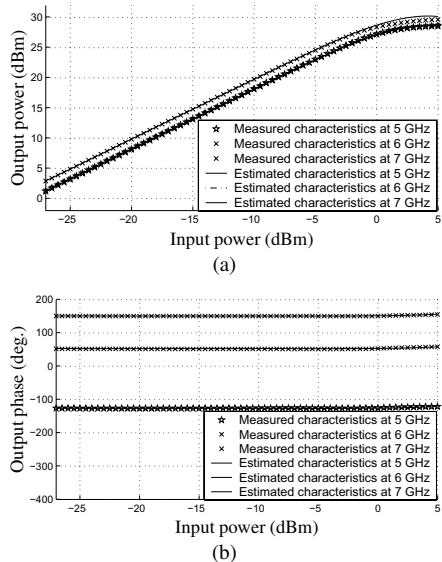 30
25
20
15
10
5
0
Output power (dBm)
Measured characteristics at 5 GHz
Measured characteristics at 6 GHz
Measured characteristics at 7 GHz
Estimated characteristics at 5 GHz
Estimated characteristics at 6 GHz
Estimated characteristics at 7 GHz
−25 −20 −15 −10 −5 0 5
Input power (dBm)
(a)
200
100
0
−100
−200
−300
−400
Output phase (deg.)
Measured characteristics at 5 GHz
Measured characteristics at 6 GHz
Measured characteristics at 7 GHz
Estimated characteristics at 5 GHz
Estimated characteristics at 6 GHz
Estimated characteristics at 7 GHz
−25 −20 −15 −10 −5 0 5
Input power (dBm)
(b)